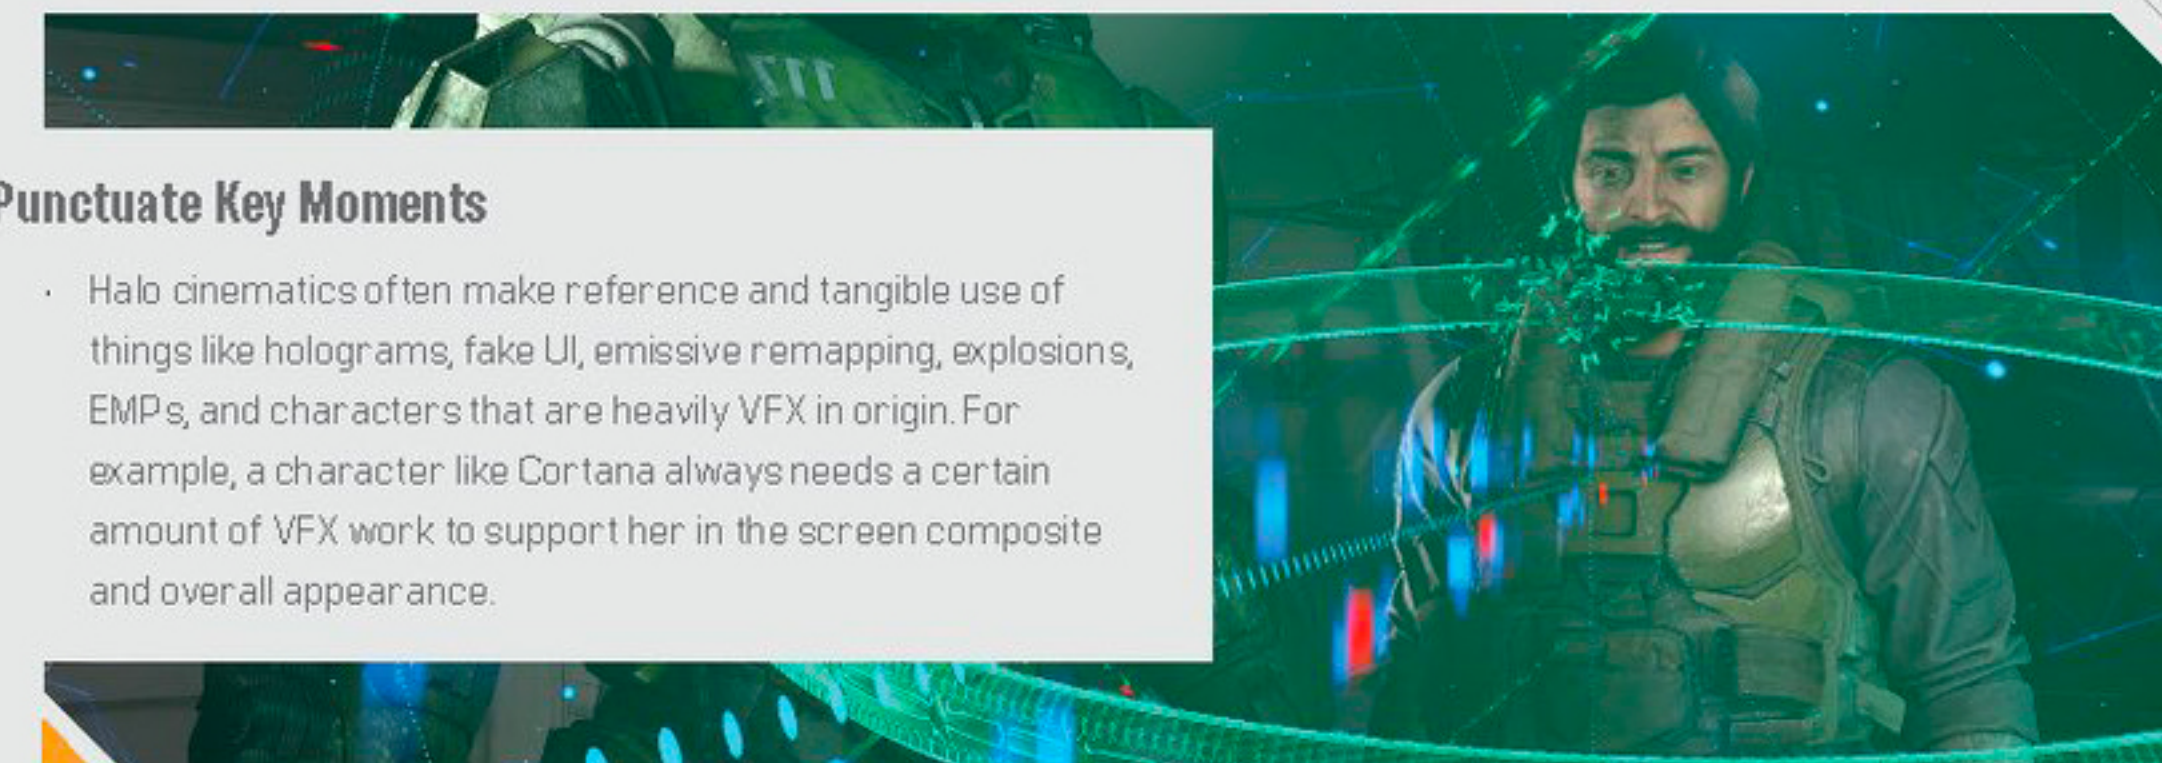 Punctuate Key Moments
· Halo cinematics often make reference and tangible use of
things like holograms, fake UI, emissive remapping, explosions,
EMPs, and characters that are heavily VFX in origin. For
example, a character like Cortana always needs a certain
amount of VFX work to support her in the screen composite
and overall appearance.